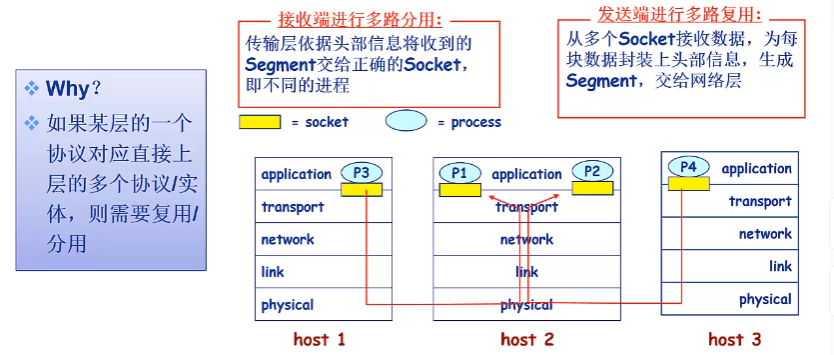 Why?
如果某层的一个
协议对应直接上
层的多个协议/实
体，则需要复用/
分用
接收端进行多路分用:
传输层依据头部信息将收到的
Segment交给正确的Socket，
即不同的进程
发送端进行多路复用:
从多个Socket接收数据，为每
块数据封装上头部信息，生成
Segment，交给网络层
= socket
= process
application
P3
transport
network
link
physical
host 1
P1
application
P2
transport
network
link
physical
host 2
P4
application
transport
network
link
physical
host 3